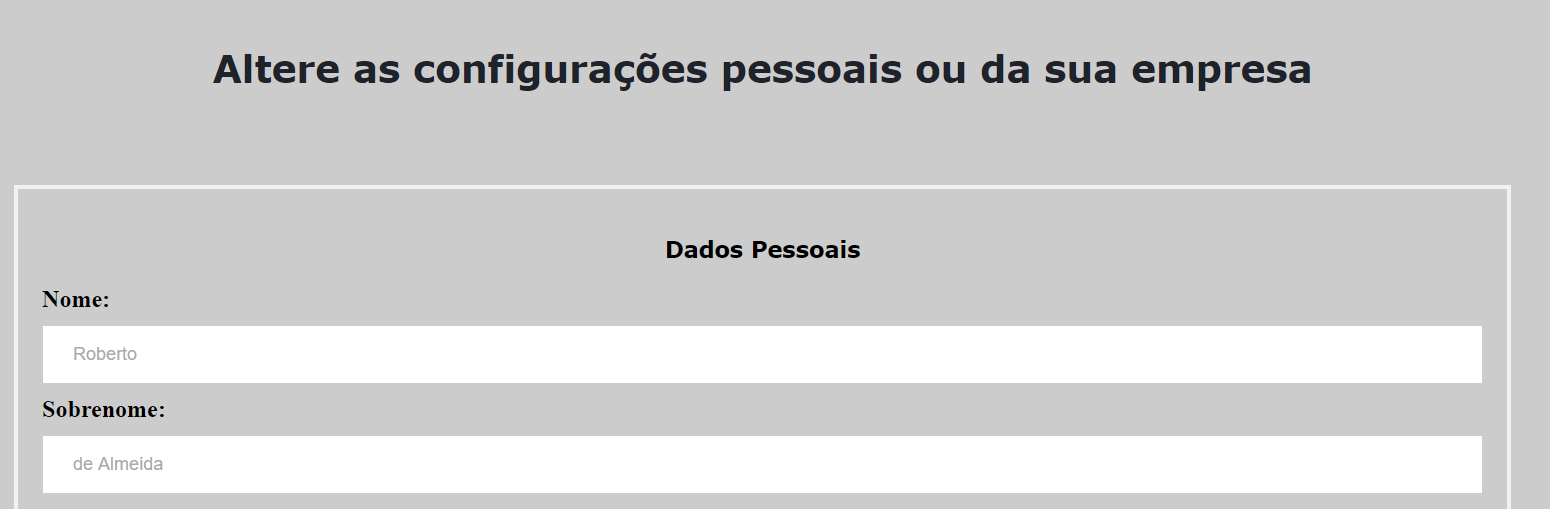 Altere as configurações pessoais ou da sua empresa
Dados Pessoais
Nome:
Roberto
Sobrenome:
de Almeida